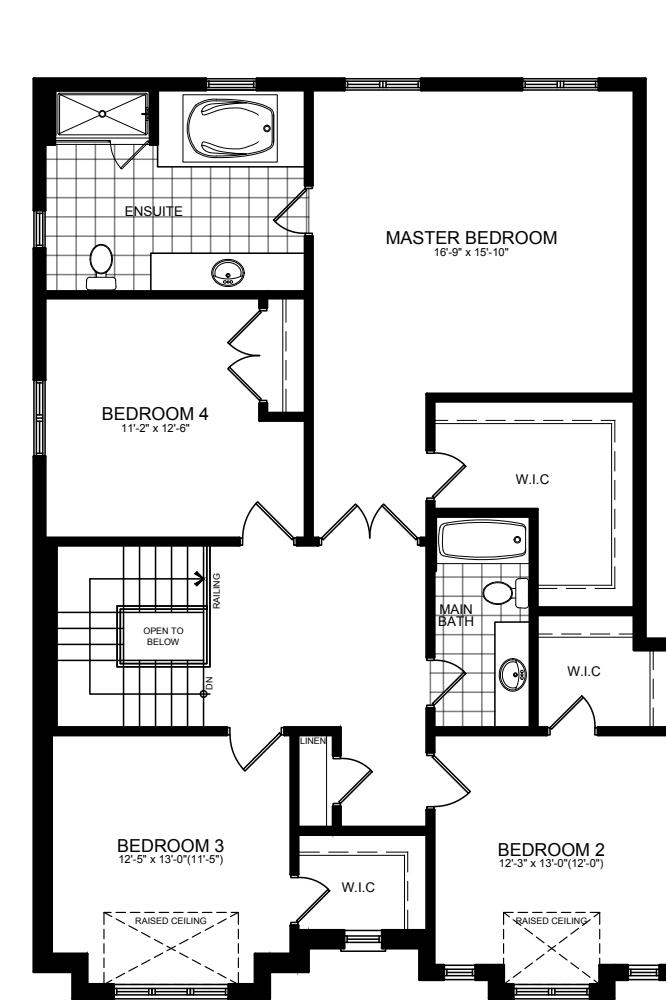 ENSUITE
MASTER BEDROOM
16'-9" x 15'-10"
BEDROOM 4
11'-2" x 12'-6"
W.I.C
RAILING
OPEN TO
BELOW
DN
MAIN
BATH
W.I.C
LINEN
BEDROOM 3
12'-5" x 13'-0"(11'-5")
BEDROOM 2
12'-3" x 13'-0"(12'-0")
W.I.C
RAISED CEILING
RAISED CEILING